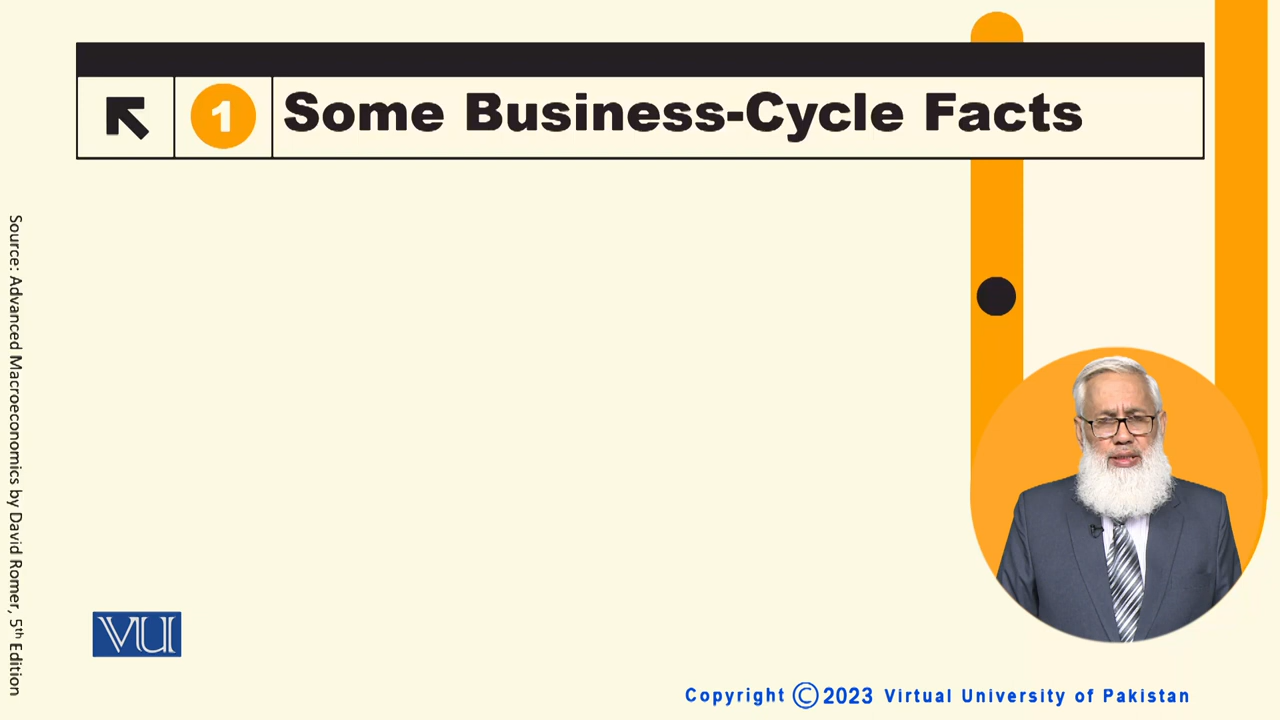 1 Some Business-Cycle Facts
Source: Advanced Macroeconomics by David Romer, 5th Edition
VU
Copyright © 2023 Virtual University of Pakistan